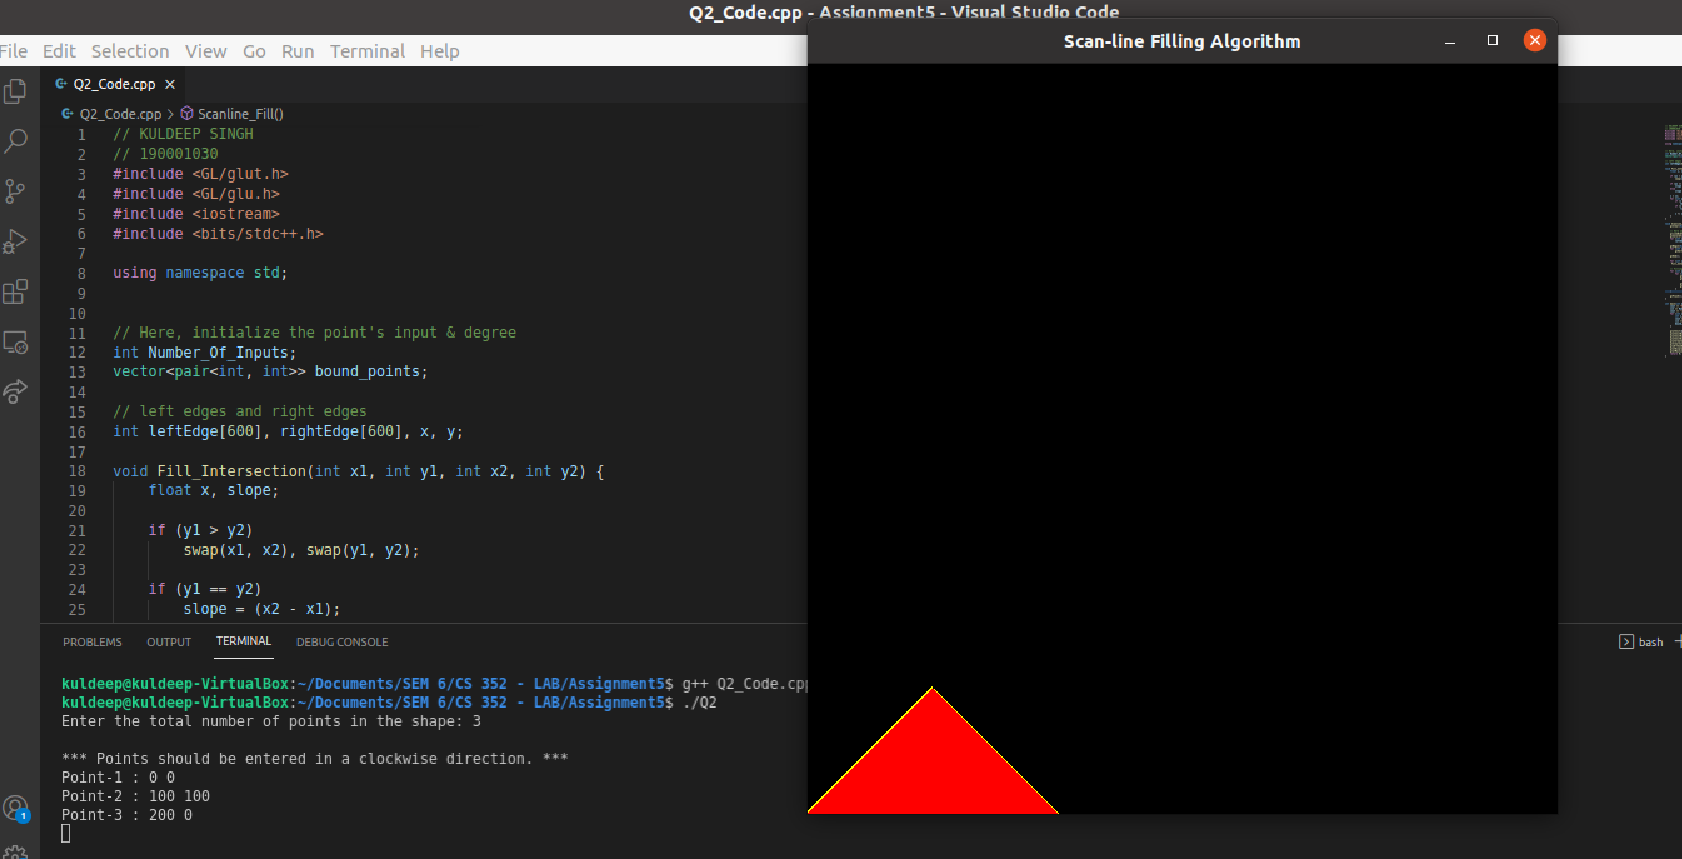 Q2_Code.cpp - Assignment5 - Visual Studio Code
File Edit Selection View Go Run Terminal Help
Scan-line Filling Algorithm
Q2_Code.cpp
Q2_Code.cpp > Scanline_Fill()
1 // KULDEEP SINGH
2 // 190001030
3 #include <GL/glut.h>
4 #include <GL/glu.h>
5 #include <iostream>
6 #include <bits/stdc++.h>
7
8 using namespace std;
9
10
11 // Here, initialize the point's input & degree
12 int Number_Of_Inputs;
13 vector<pair<int, int>> bound_points;
14
15 // left edges and right edges
16 int leftEdge[600], rightEdge[600], x, y;
17
18 void Fill_Intersection(int x1, int y1, int x2, int y2) {
19 float x, slope;
20
21 if (y1 > y2)
22 swap(x1, x2), swap(y1, y2);
23
24 if (y1 == y2)
25 slope = (x2 - x1);
PROBLEMS OUTPUT TERMINAL DEBUG CONSOLE
bash
kuldeep@kuldeep-VirtualBox:~/Documents/SEM 6/CS 352 - LAB/Assignment5$ g++ Q2_Code.cpp
kuldeep@kuldeep-VirtualBox:~/Documents/SEM 6/CS 352 - LAB/Assignment5$ ./Q2
Enter the total number of points in the shape: 3
*** Points should be entered in a clockwise direction. ***
Point-1 : 0 0
Point-2 : 100 100
Point-3 : 200 0
1